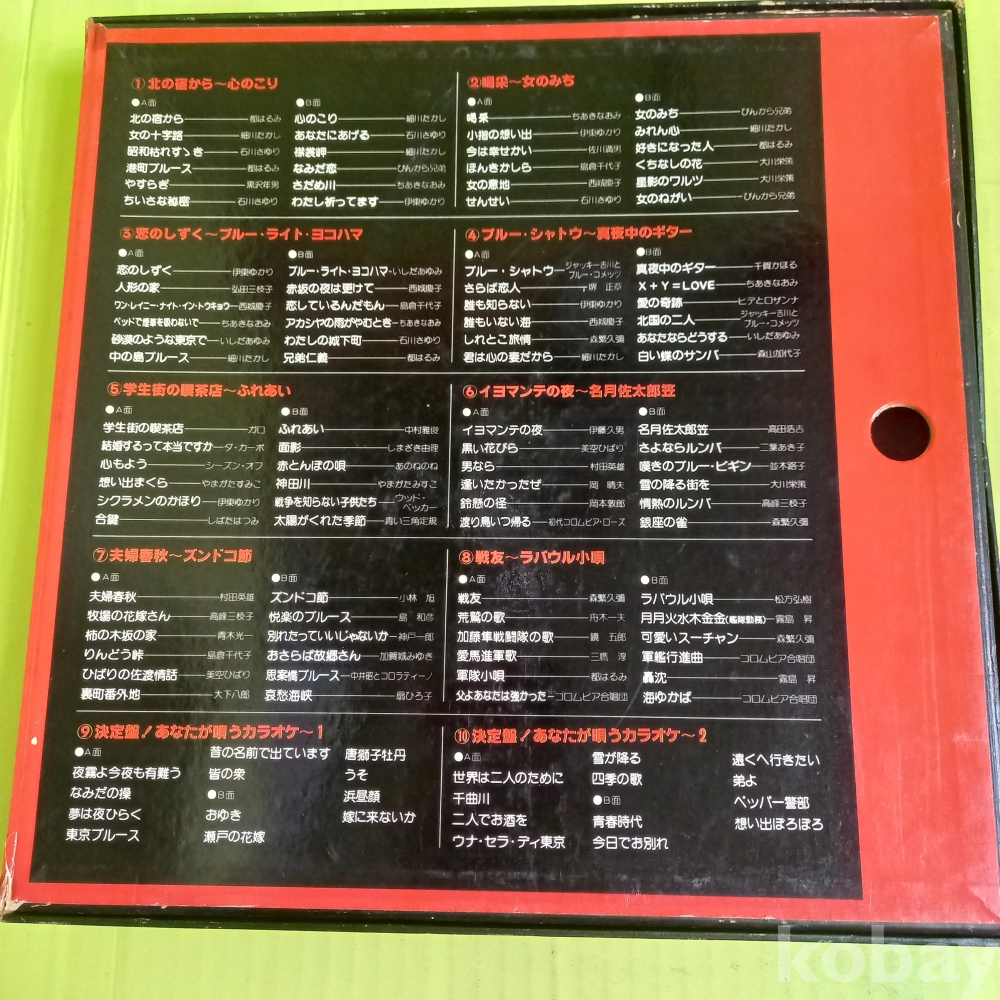 ①北の宿から～心のこり
●A面
北の宿から――都はるみ
女の十字路――細川たかし
昭和枯れすゝき――石川さゆり
港町ブルース――都はるみ
やすらぎ――黒沢年男
ちいさな秘密――石川さゆり
●B面
心のこり――細川たかし
あなたにあげる――石川さゆり
襟裳岬――細川たかし
なみだ恋――ぴんから兄弟
さだめ川――ちあきなおみ
わたし祈ってます――伊東ゆかり
②喝采～女のみち
●A面
喝采――ちあきなおみ
小指の想い出――伊東ゆかり
今は幸せかい――佐川満男
ほんきかしら――島倉千代子
女の意地――西城慶子
せんせい――石川さゆり
●B面
女のみち――ぴんから兄弟
みれん心――細川たかし
好きになった人――都はるみ
くちなしの花――大川栄策
星影のワルツ――大川栄策
女のねがい――ぴんから兄弟
③恋のしずく～ブルー・ライト・ヨコハマ
●A面
恋のしずく――伊東ゆかり
人形の家――弘田三枝子
ワン・レイニー・ナイト・イン・トウキョウ――西城慶子
ベッドで煙草を吸わないで――ちあきなおみ
砂漠のような東京で――いしだあゆみ
中の島ブルース――細川たかし
●B面
ブルー・ライト・ヨコハマ――いしだあゆみ
赤坂の夜は更けて――西城慶子
恋しているんだもん――島倉千代子
アカシヤの雨がやむとき――ちあきなおみ
わたしの城下町――石川さゆり
兄弟仁義――都はるみ
④ブルー・シャトウ～真夜中のギター
●A面
ブルー・シャトウ――ジャッキー吉川とブルー・コメッツ
さらば恋人――堺正章
誰も知らない――伊東ゆかり
誰もいない海――西城慶子
しれとこ旅情――森繁久彌
君は心の妻だから――細川たかし
●B面
真夜中のギター――千賀かほる
X+Y=LOVE――ちあきなおみ
愛の奇跡――ヒデとロザンナ
北国の二人――ジャッキー吉川とブルー・コメッツ
あなたならどうする――いしだあゆみ
白い蝶のサンバ――森山加代子
⑤学生街の喫茶店～ふれあい
●A面
学生街の喫茶店――ガロ
結婚するって本当ですか――ダ・カーポ
心もよう――シーズン・オフ
想い出まくら――やまがたすみこ
シクラメンのかほり――伊東ゆかり
合鍵――しばたはつみ
●B面
ふれあい――中村雅俊
面影――しまざき由理
赤とんぼの唄――あのねのね
神田川――やまがたみすこ
戦争を知らない子供たち――ウッド・ペッカー
太陽がくれた季節――青い三角定規
⑥イヨマンテの夜～名月佐太郎笠
●A面
イヨマンテの夜――伊藤久男
黒い花びら――美空ひばり
男なら――村田英雄
逢いたかったぜ――岡晴夫
鈴懸の径――岡本敦郎
渡り鳥いつ帰る――初代コロムビア・ローズ
●B面
名月佐太郎笠――高田浩吉
さよならルンバ――二葉あき子
嘆きのブルー・ビギン――並木路子
雪の降る街を――大川栄策
情熱のルンバ――高峰三枝子
銀座の雀――森繁久彌
⑦夫婦春秋～ズンドコ節
●A面
夫婦春秋――村田英雄
牧場の花嫁さん――高峰三枝子
柿の木坂の家――青木光一
りんどう峠――島倉千代子
ひばりの佐渡情話――美空ひばり
裏町番外地――大下八郎
●B面
ズンドコ節――小林旭
悦楽のブルース――島和彦
別れたっていいじゃないか――神戸一郎
おさらば故郷さん――加賀城みゆき
思案橋ブルース――中井昭とコロラティーノ
哀愁海峡――扇ひろ子
⑧戦友～ラバウル小唄
●A面
戦友――森繁久彌
荒鷲の歌――舟木一夫
加藤隼戦闘隊の歌――鏡五郎
愛馬進軍歌――三鷹淳
軍隊小唄――都はるみ
父よあなたは強かった――コロムビア合唱団
●B面
ラバウル小唄――松方弘樹
月月火水木金金(艦隊勤務)――霧島昇
可愛いスーチャン――森繁久彌
軍艦行進曲――コロムビア合唱団
轟沈――霧島昇
海ゆかば――コロムビア合唱団
⑨決定盤!あなたが唄うカラオケ～1
●A面
夜霧よ今夜も有難う
なみだの操
夢は夜ひらく
東京ブルース
昔の名前で出ています
皆の衆
●B面
おゆき
瀬戸の花嫁
唐獅子牡丹
うそ
浜昼顔
嫁に来ないか
⑩決定盤!あなたが唄うカラオケ～2
●A面
世界は二人のために
千曲川
二人でお酒を
ウナ・セラ・ディ東京
雪が降る
四季の歌
●B面
青春時代
今日でお別れ
遠くへ行きたい
弟よ
ペッパー警部
想い出ぼろぼろ
kobay